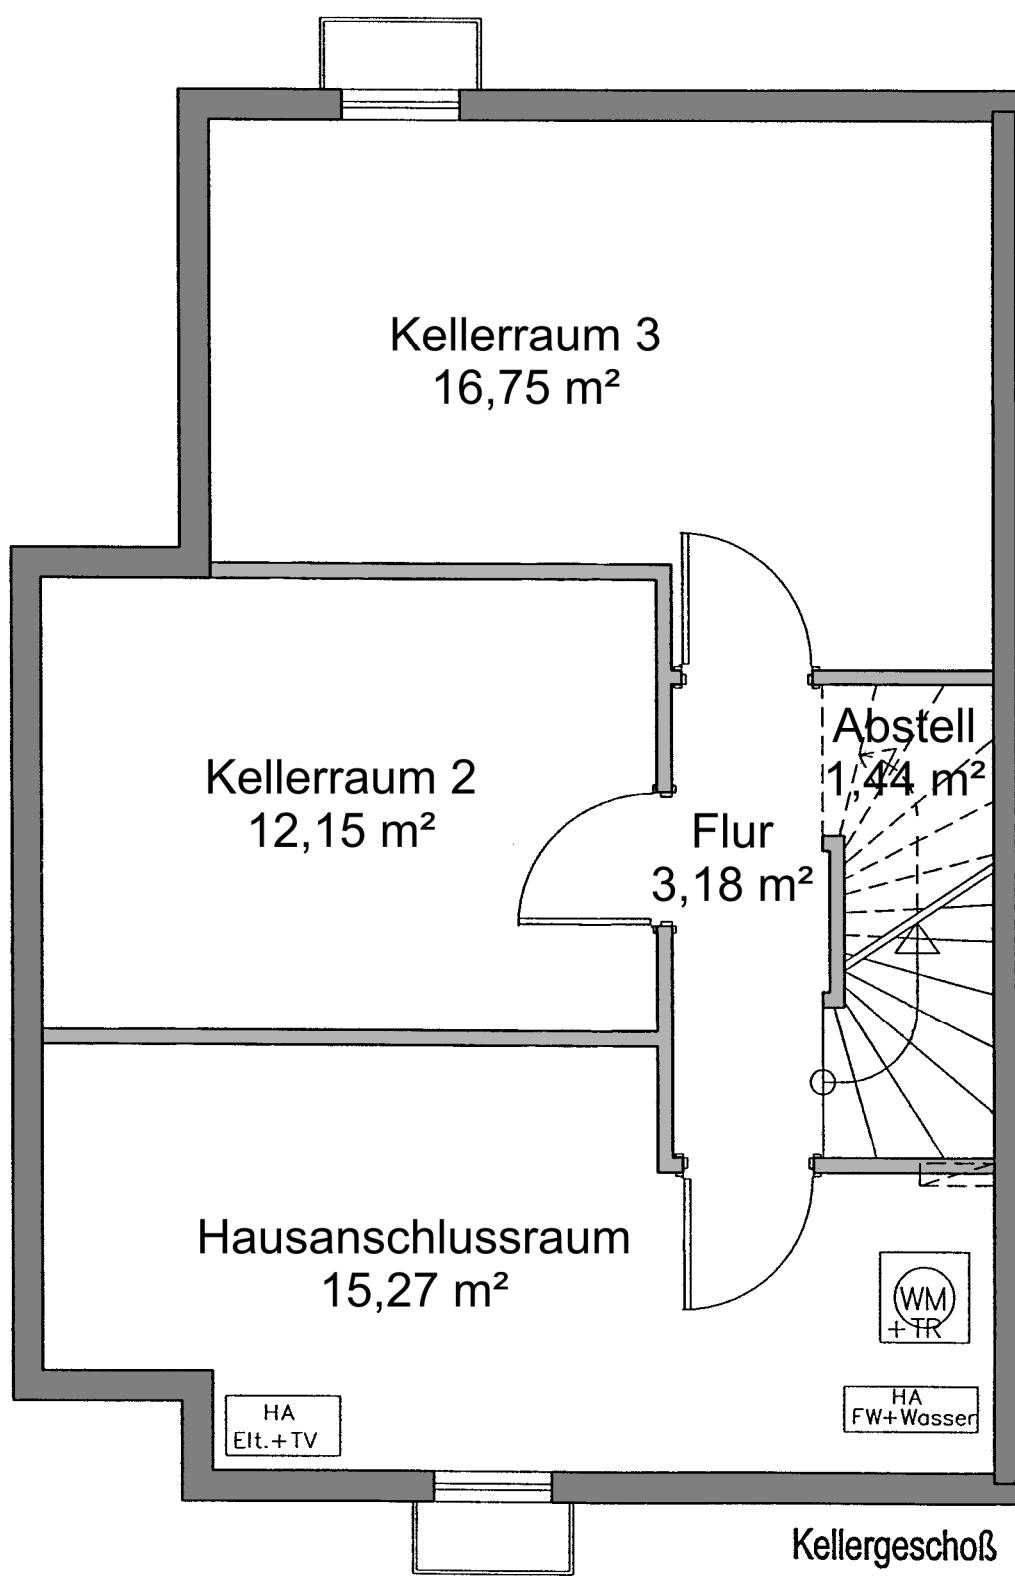 Kellerraum 3
16,75 m²
Abstell
1,44 m²
Kellerraum 2
12,15 m²
Flur
3,18 m²
Hausanschlussraum
15,27 m²
WM
+ TR
HA
FW+Wasser
HA
Elt.+TV
Kellergeschoß